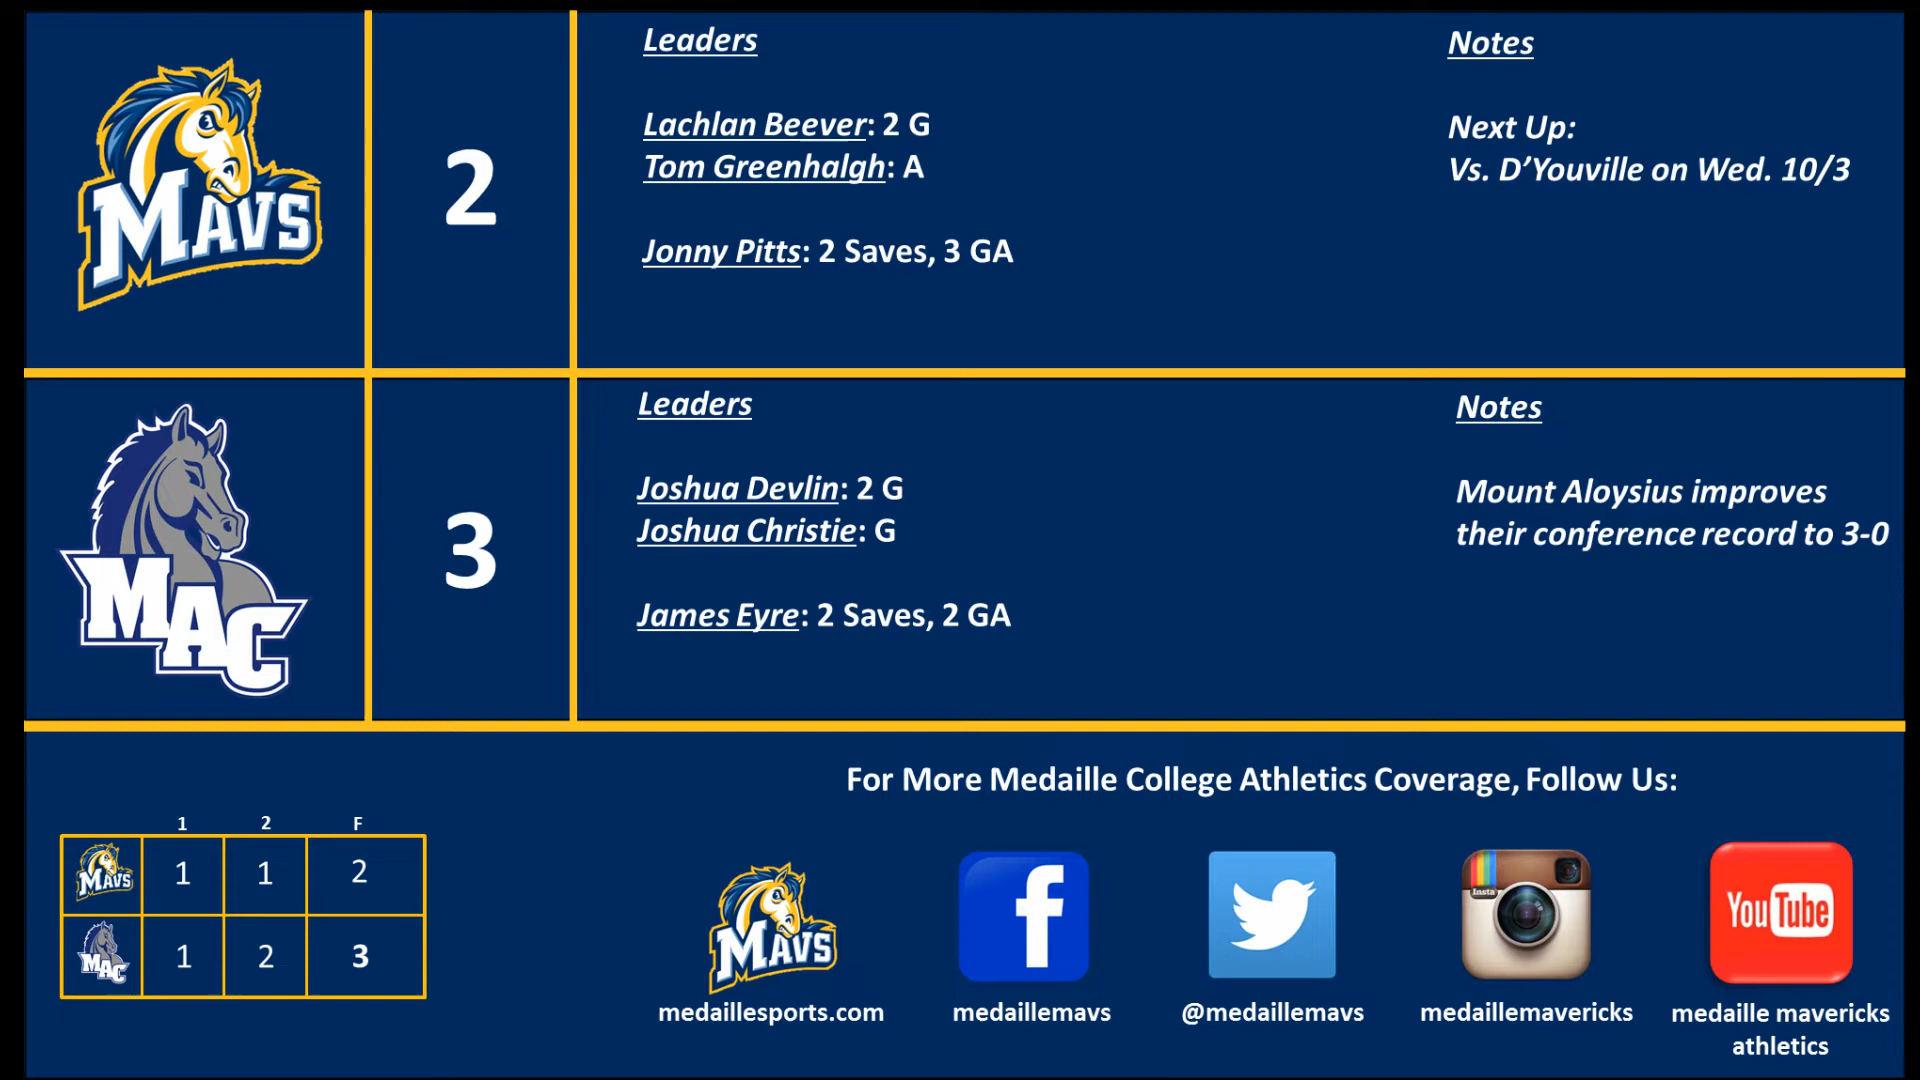 MAVS
2
Leaders
Lachlan Beever: 2 G
Tom Greenhalgh: A
Jonny Pitts: 2 Saves, 3 GA
Notes
Next Up:
Vs. D’Youville on Wed. 10/3
MAC
3
Leaders
Joshua Devlin: 2 G
Joshua Christie: G
James Eyre: 2 Saves, 2 GA
Notes
Mount Aloysius improves
their conference record to 3-0
1 2 F
MAVS 1 1 2
MAC 1 2 3
For More Medaille College Athletics Coverage, Follow Us:
MAVS
medaillesports.com
f
medaillemavs
@medaillemavs
Insta
medaillemavericks
YouTube
medaille mavericks
athletics